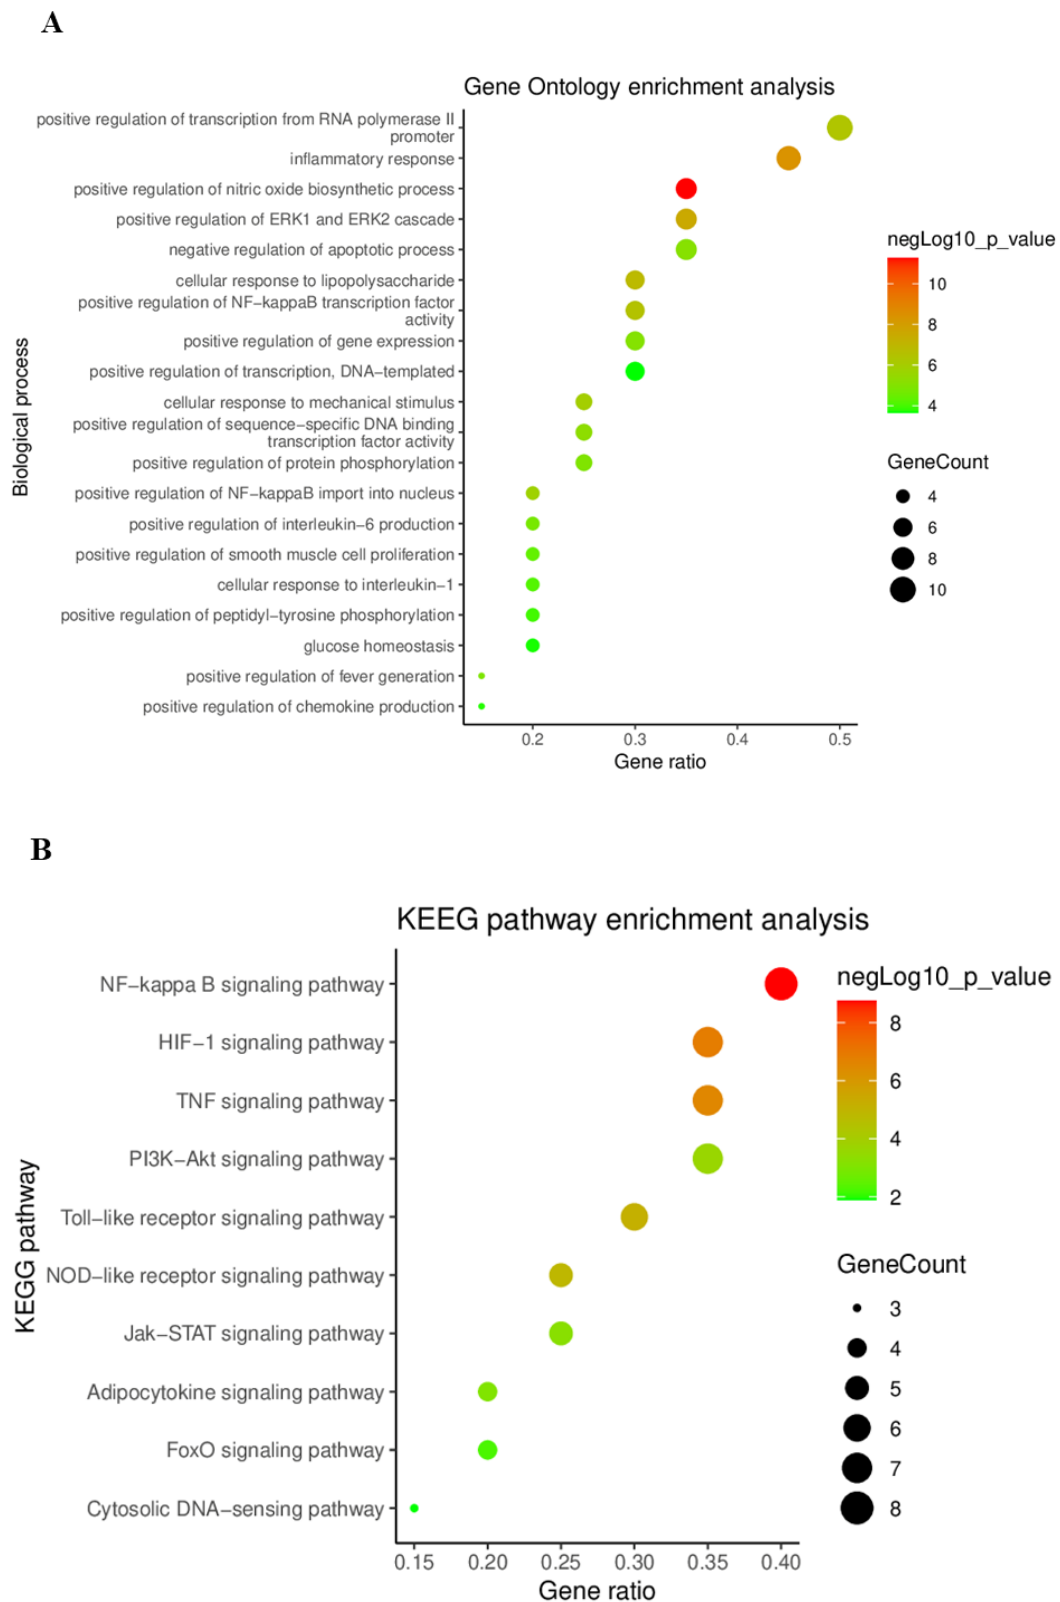 A
Gene Ontology enrichment analysis
positive regulation of transcription from RNA polymerase II
promoter
inflammatory response
positive regulation of nitric oxide biosynthetic process
positive regulation of ERK1 and ERK2 cascade
negative regulation of apoptotic process
cellular response to lipopolysaccharide
positive regulation of NF−kappaB transcription factor
activity
positive regulation of gene expression
positive regulation of transcription, DNA−templated
cellular response to mechanical stimulus
positive regulation of sequence−specific DNA binding
transcription factor activity
positive regulation of protein phosphorylation
positive regulation of NF−kappaB import into nucleus
positive regulation of interleukin−6 production
positive regulation of smooth muscle cell proliferation
cellular response to interleukin−1
positive regulation of peptidyl−tyrosine phosphorylation
glucose homeostasis
positive regulation of fever generation
positive regulation of chemokine production
Biological process
0.2 0.3 0.4 0.5
Gene ratio
negLog10_p_value
10
8
6
4
GeneCount
4
6
8
10
B
KEEG pathway enrichment analysis
NF−kappa B signaling pathway
HIF−1 signaling pathway
TNF signaling pathway
PI3K−Akt signaling pathway
Toll−like receptor signaling pathway
NOD−like receptor signaling pathway
Jak−STAT signaling pathway
Adipocytokine signaling pathway
FoxO signaling pathway
Cytosolic DNA−sensing pathway
KEGG pathway
0.15 0.20 0.25 0.30 0.35 0.40
Gene ratio
negLog10_p_value
8
6
4
2
GeneCount
3
4
5
6
7
8